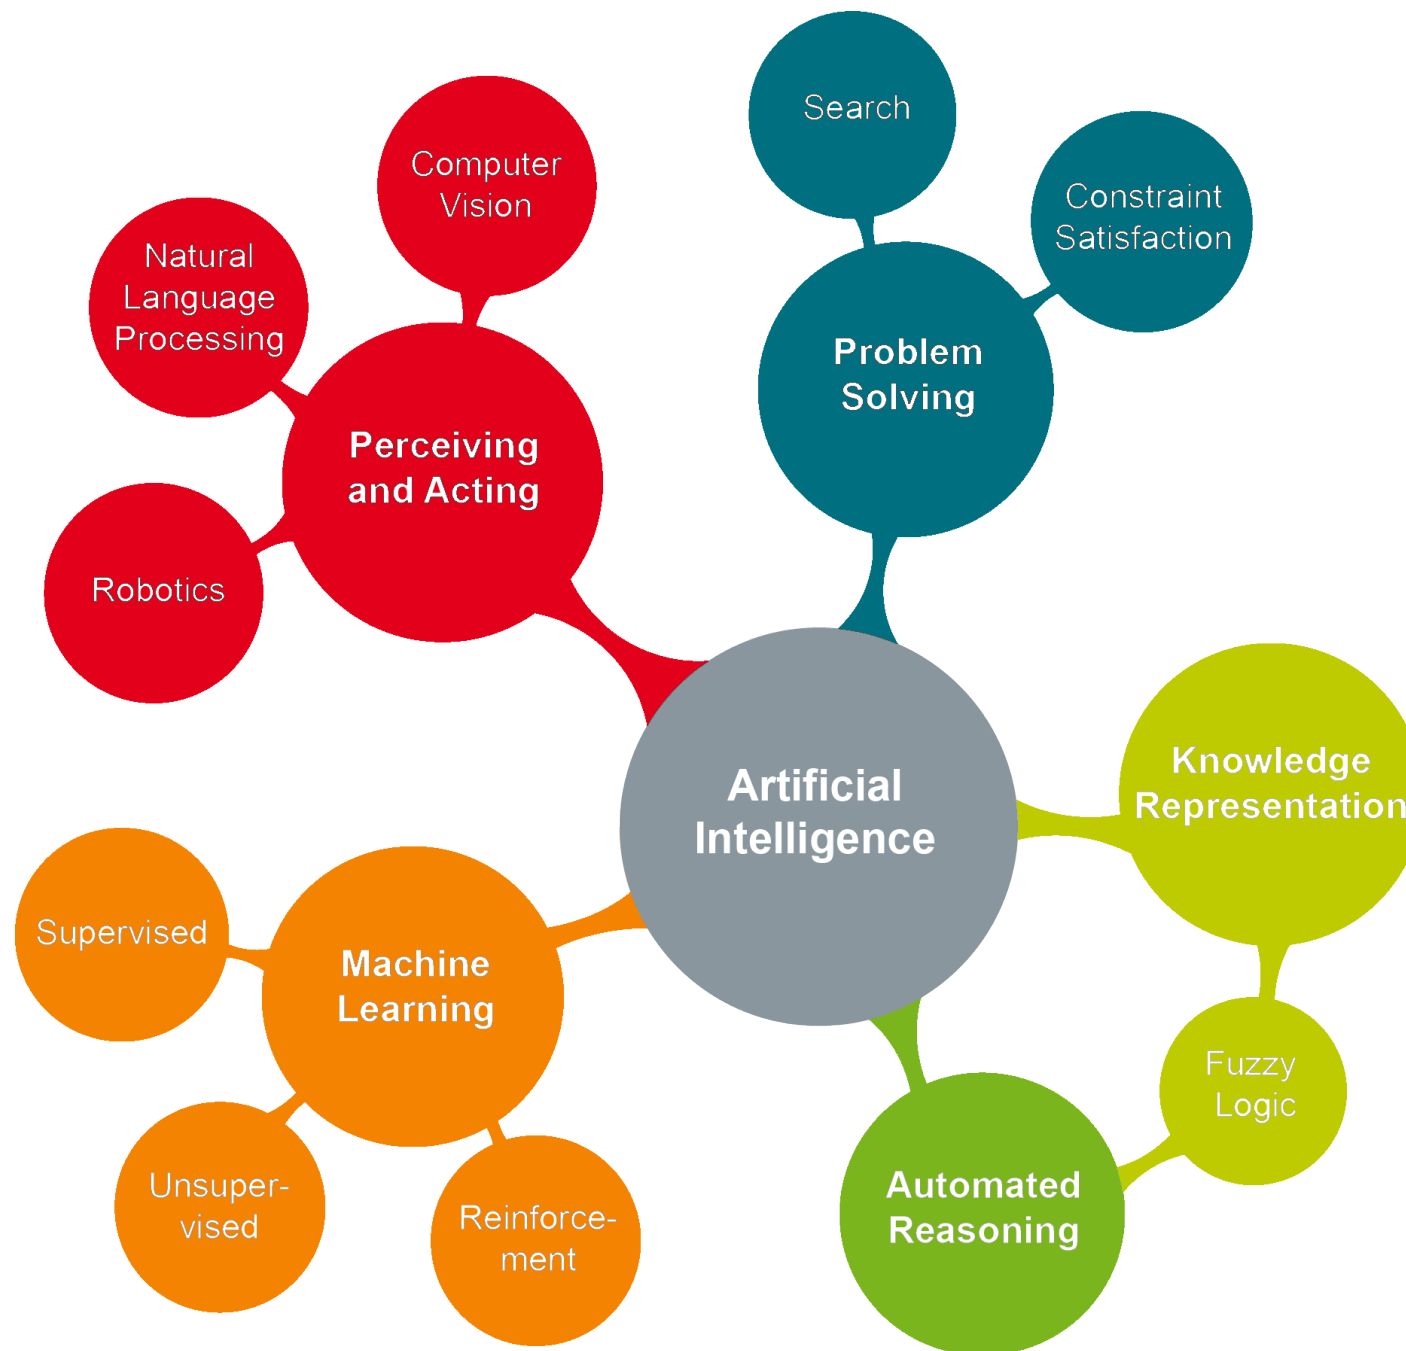 Search
Computer
Vision
Constraint
Satisfaction
Natural
Language
Processing
Problem
Solving
Perceiving
and Acting
Robotics
Artificial
Intelligence
Knowledge
Representation
Supervised
Machine
Learning
Fuzzy
Logic
Unsuper-
vised
Reinforce-
ment
Automated
Reasoning